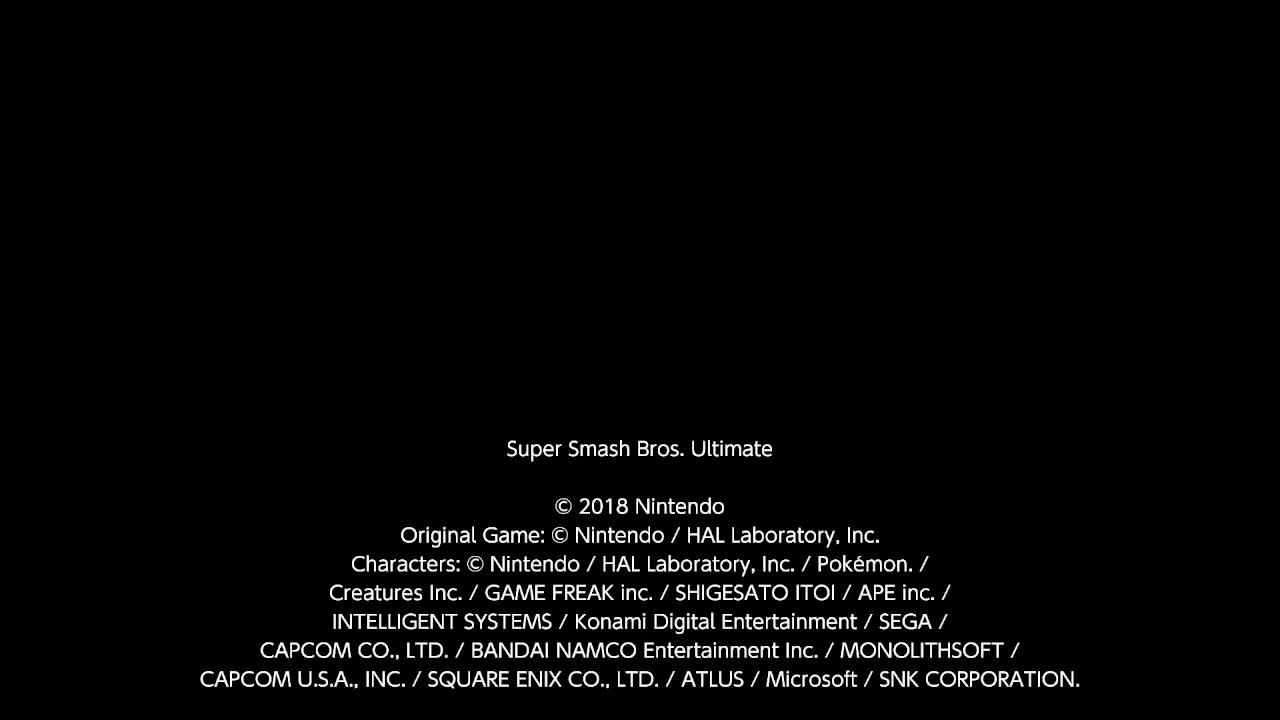 Super Smash Bros. Ultimate
© 2018 Nintendo
Original Game: © Nintendo / HAL Laboratory, Inc.
Characters: © Nintendo / HAL Laboratory, Inc. / Pokémon. /
Creatures Inc. / GAME FREAK inc. / SHIGESATO ITOI / APE inc. /
INTELLIGENT SYSTEMS / Konami Digital Entertainment / SEGA /
CAPCOM CO., LTD. / BANDAI NAMCO Entertainment Inc. / MONOLITHSOFT /
CAPCOM U.S.A., INC. / SQUARE ENIX CO., LTD. / ATLUS / Microsoft / SNK CORPORATION.